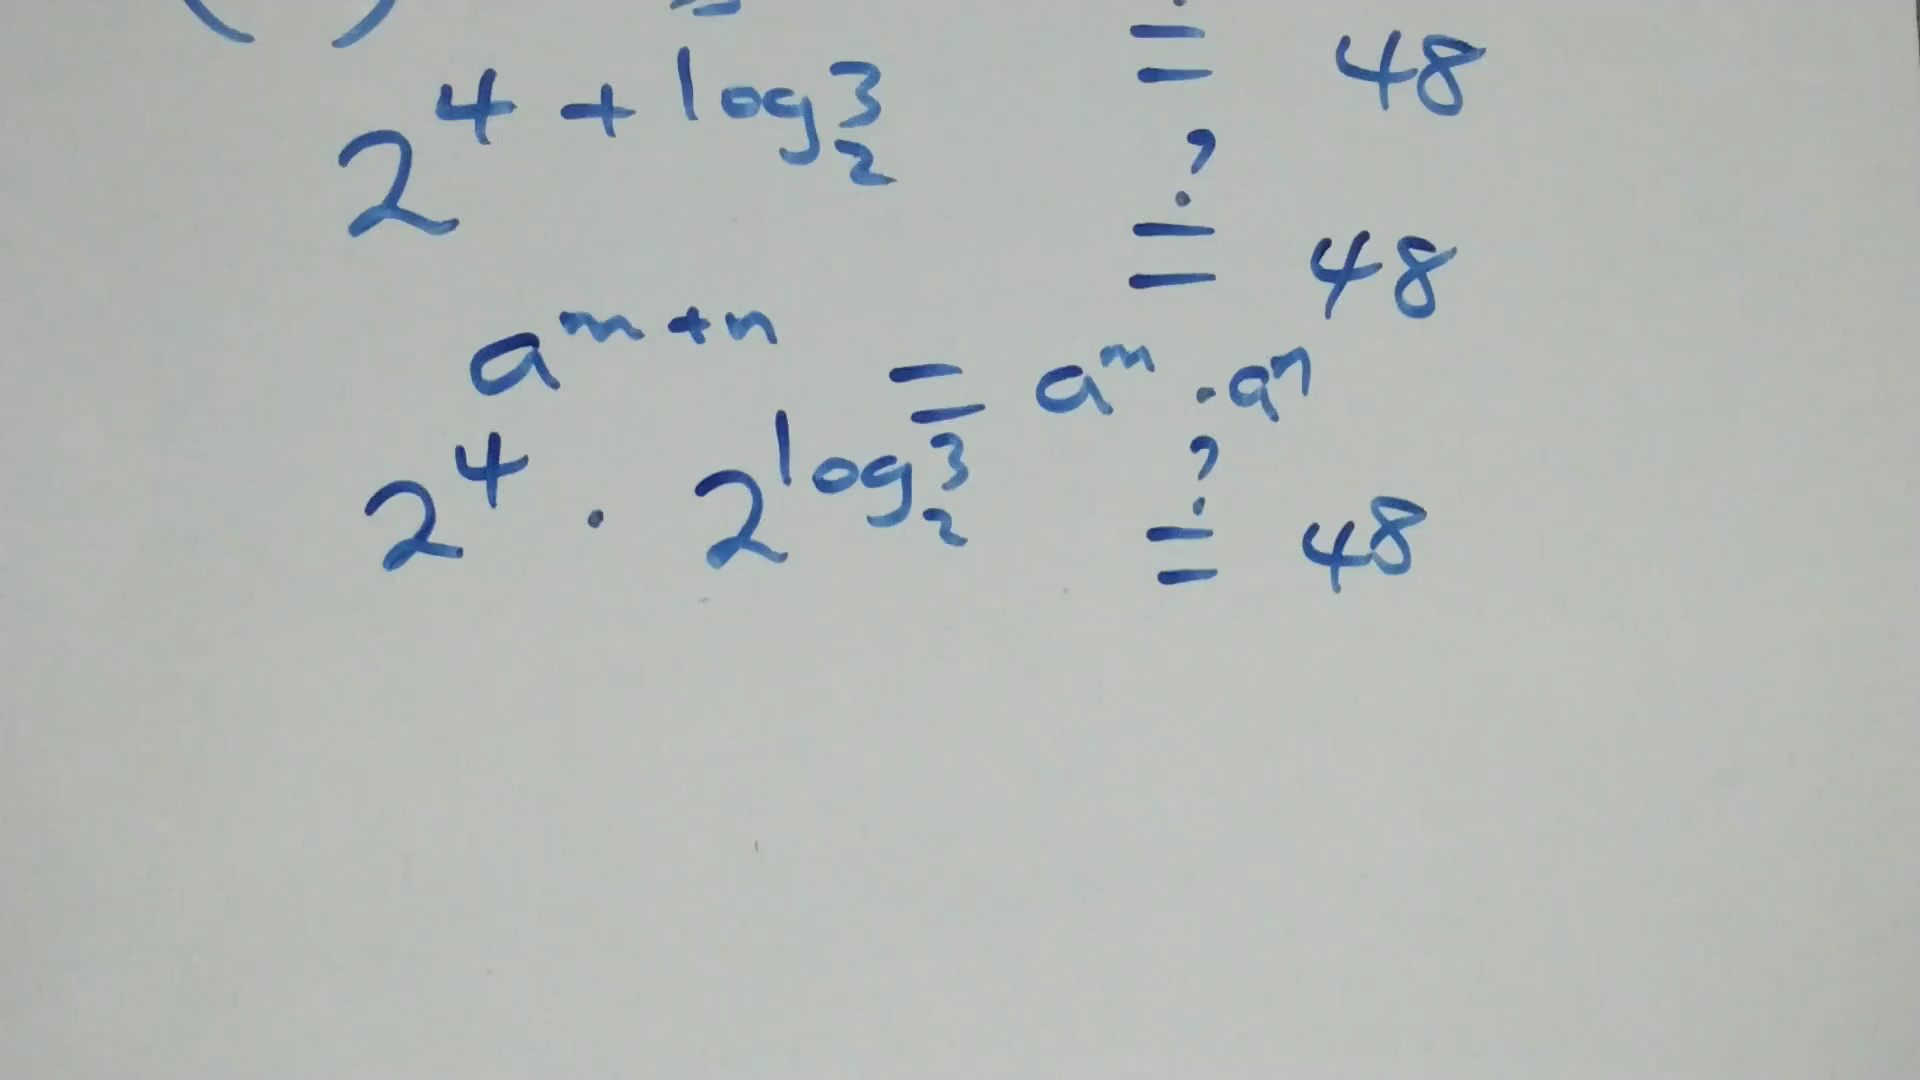 = 48
2^{4 + log_2 3} ?= 48
a^{m+n} = a^m · a^n
2^4 · 2^{log_2 3} ?= 48